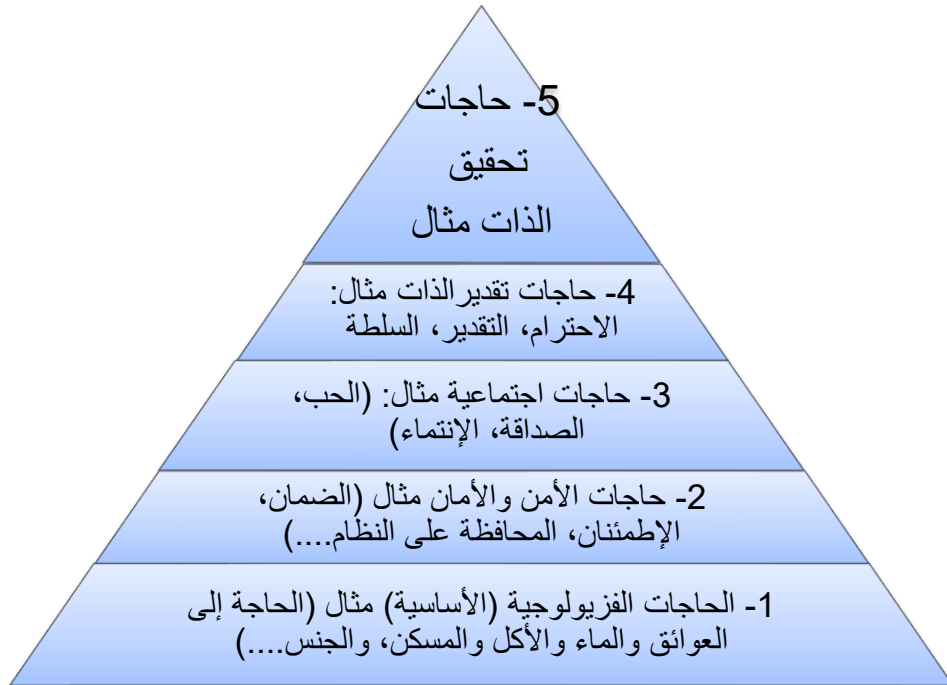 5- حاجات
تحقيق
الذات مثال
4- حاجات تقديرالذات مثال:
الاحترام، التقدير، السلطة
3- حاجات اجتماعية مثال: (الحب،
الصداقة، الإنتماء)
2- حاجات الأمن والأمان مثال (الضمان،
الإطمئنان، المحافظة على النظام....)
1- الحاجات الفزيولوجية (الأساسية) مثال (الحاجة إلى
العوائق والماء والأكل والمسكن، والجنس....)